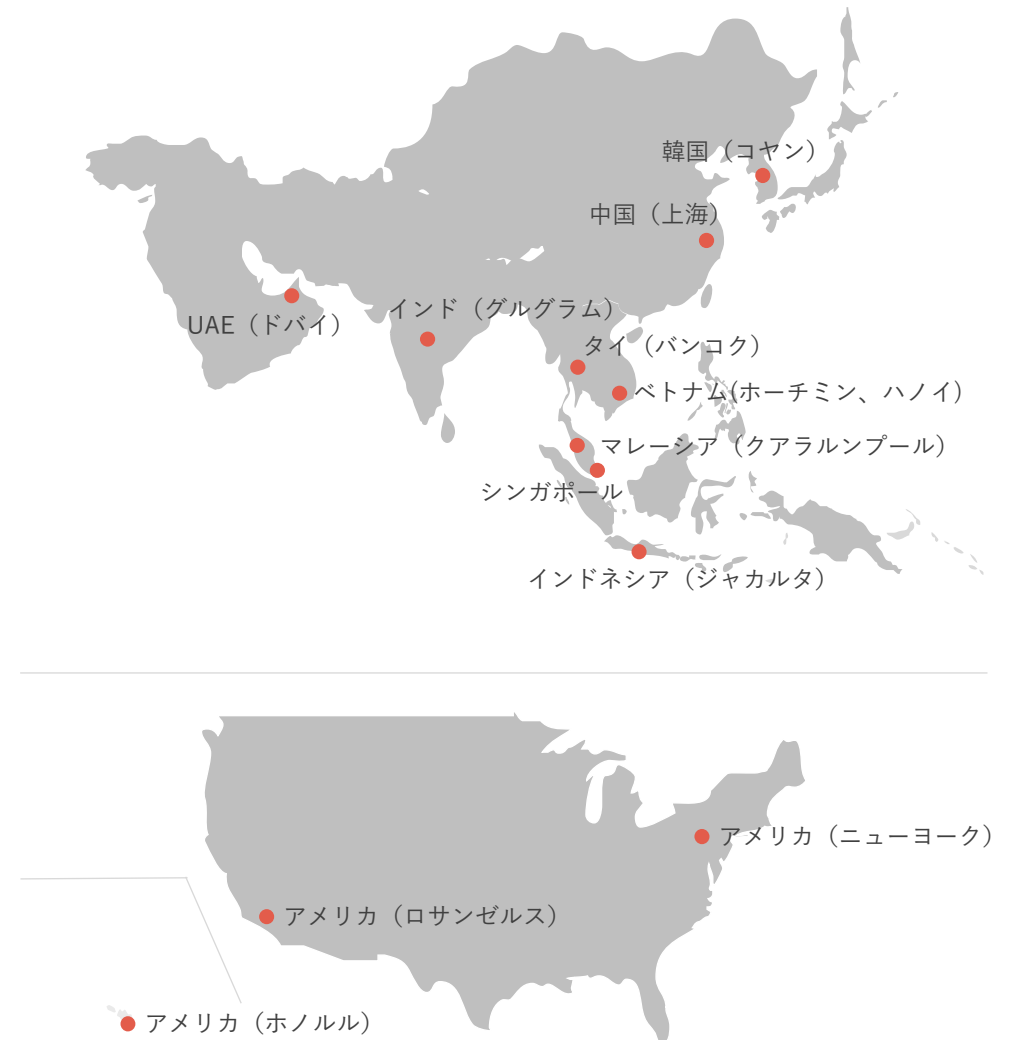 韓国（コヤン）
中国（上海）
インド（グルグラム）
UAE（ドバイ）
タイ（バンコク）
ベトナム(ホーチミン、ハノイ）
マレーシア（クアラルンプール）
シンガポール
インドネシア（ジャカルタ）
アメリカ（ニューヨーク）
アメリカ（ロサンゼルス）
アメリカ（ホノルル）